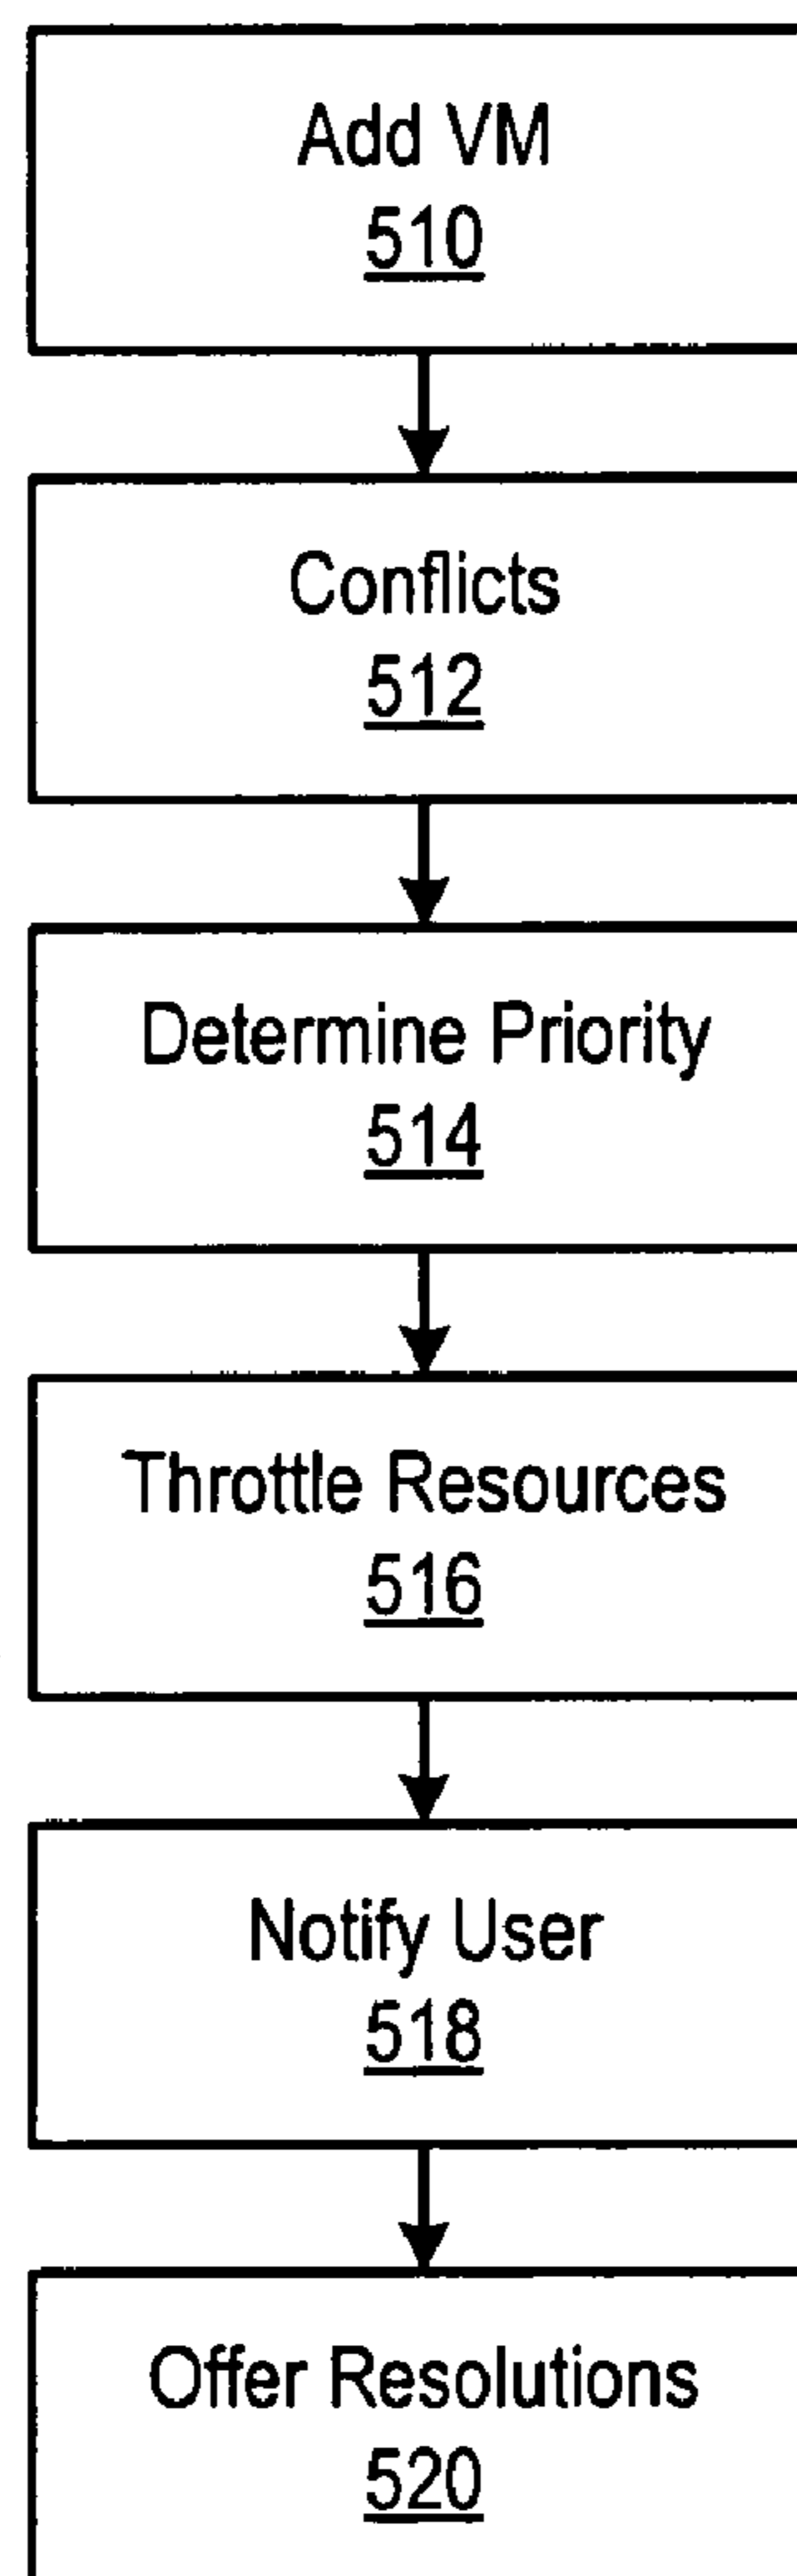 Add VM
510
Conflicts
512
Determine Priority
514
Throttle Resources
516
Notify User
518
Offer Resolutions
520